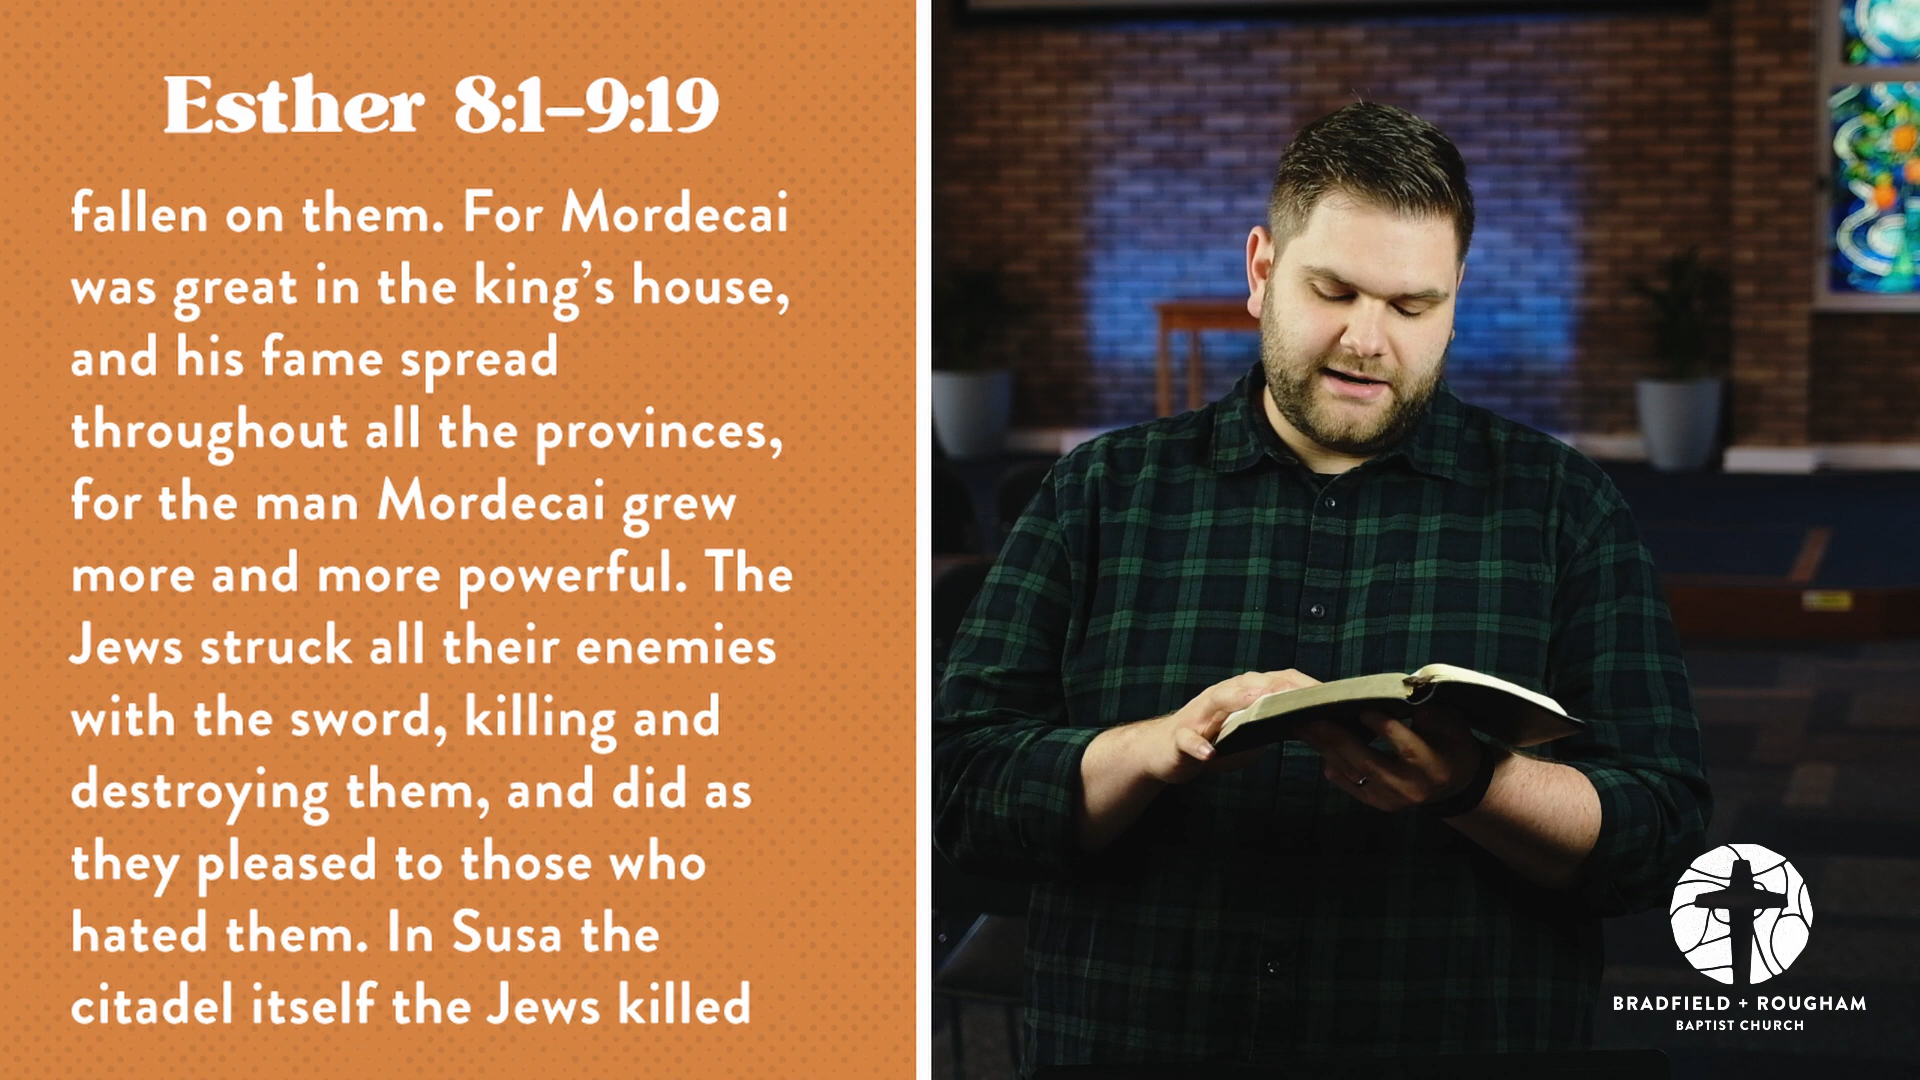 Esther 8:1–9:19
fallen on them. For Mordecai
was great in the king’s house,
and his fame spread
throughout all the provinces,
for the man Mordecai grew
more and more powerful. The
Jews struck all their enemies
with the sword, killing and
destroying them, and did as
they pleased to those who
hated them. In Susa the
citadel itself the Jews killed
BRADFIELD + ROUGHAM
BAPTIST CHURCH